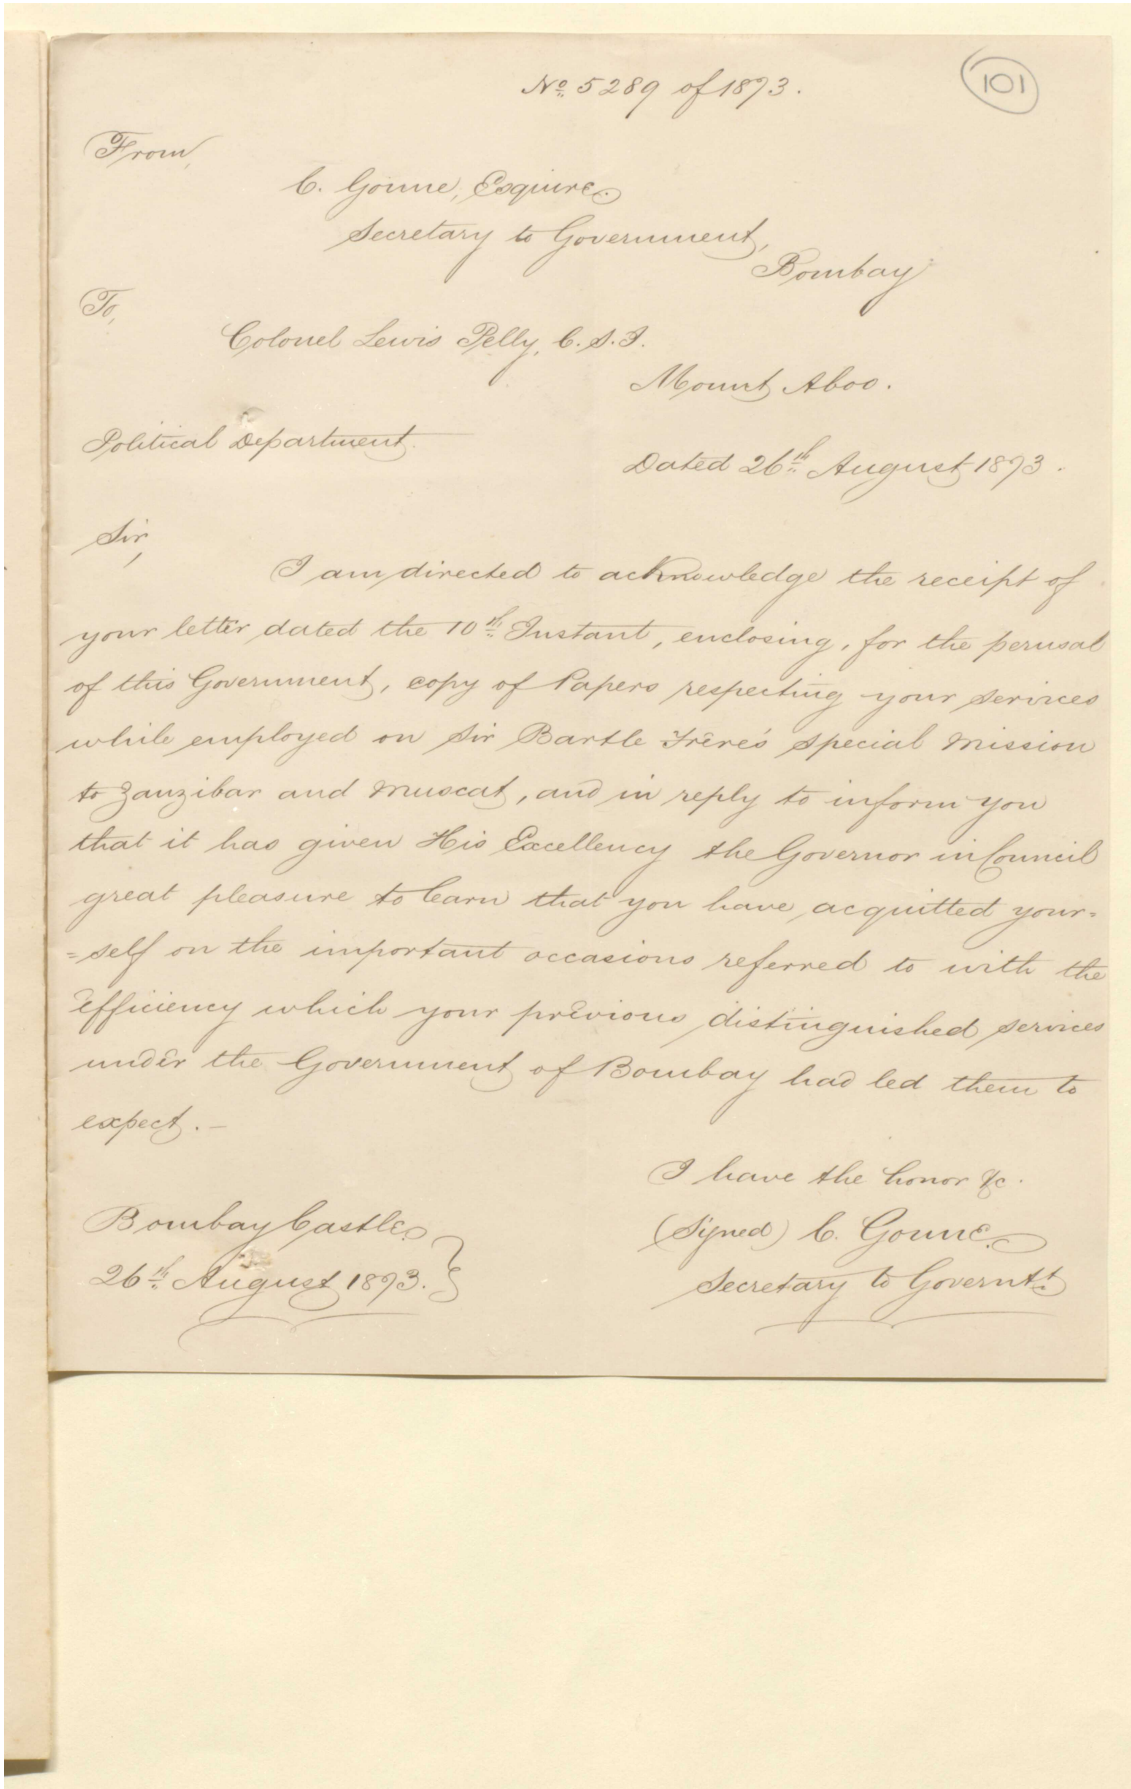 No. 5289 of 1873.
101
From,
C. Gonne, Esquire.
Secretary to Government,
Bombay
To,
Colonel Lewis Pelly, C.S.I.
Mount Aboo.
Political Department
Dated 26th August 1873.
Sir,
I am directed to acknowledge the receipt of
your letter dated the 10th Instant, enclosing, for the perusal
of this Government, copy of Papers respecting your services
while employed on Sir Bartle Frere's special Mission
to Zanzibar and Muscat, and in reply to inform you
that it has given His Excellency the Governor in Council
great pleasure to learn that you have acquitted your=
=self on the important occasions referred to with the
efficiency which your previous distinguished services
under the Government of Bombay had led them to
expect. —
I have the honor &c.
Bombay Castle.
(Signed) C. Gonne.
26th August 1873. }
Secretary to Governtt.